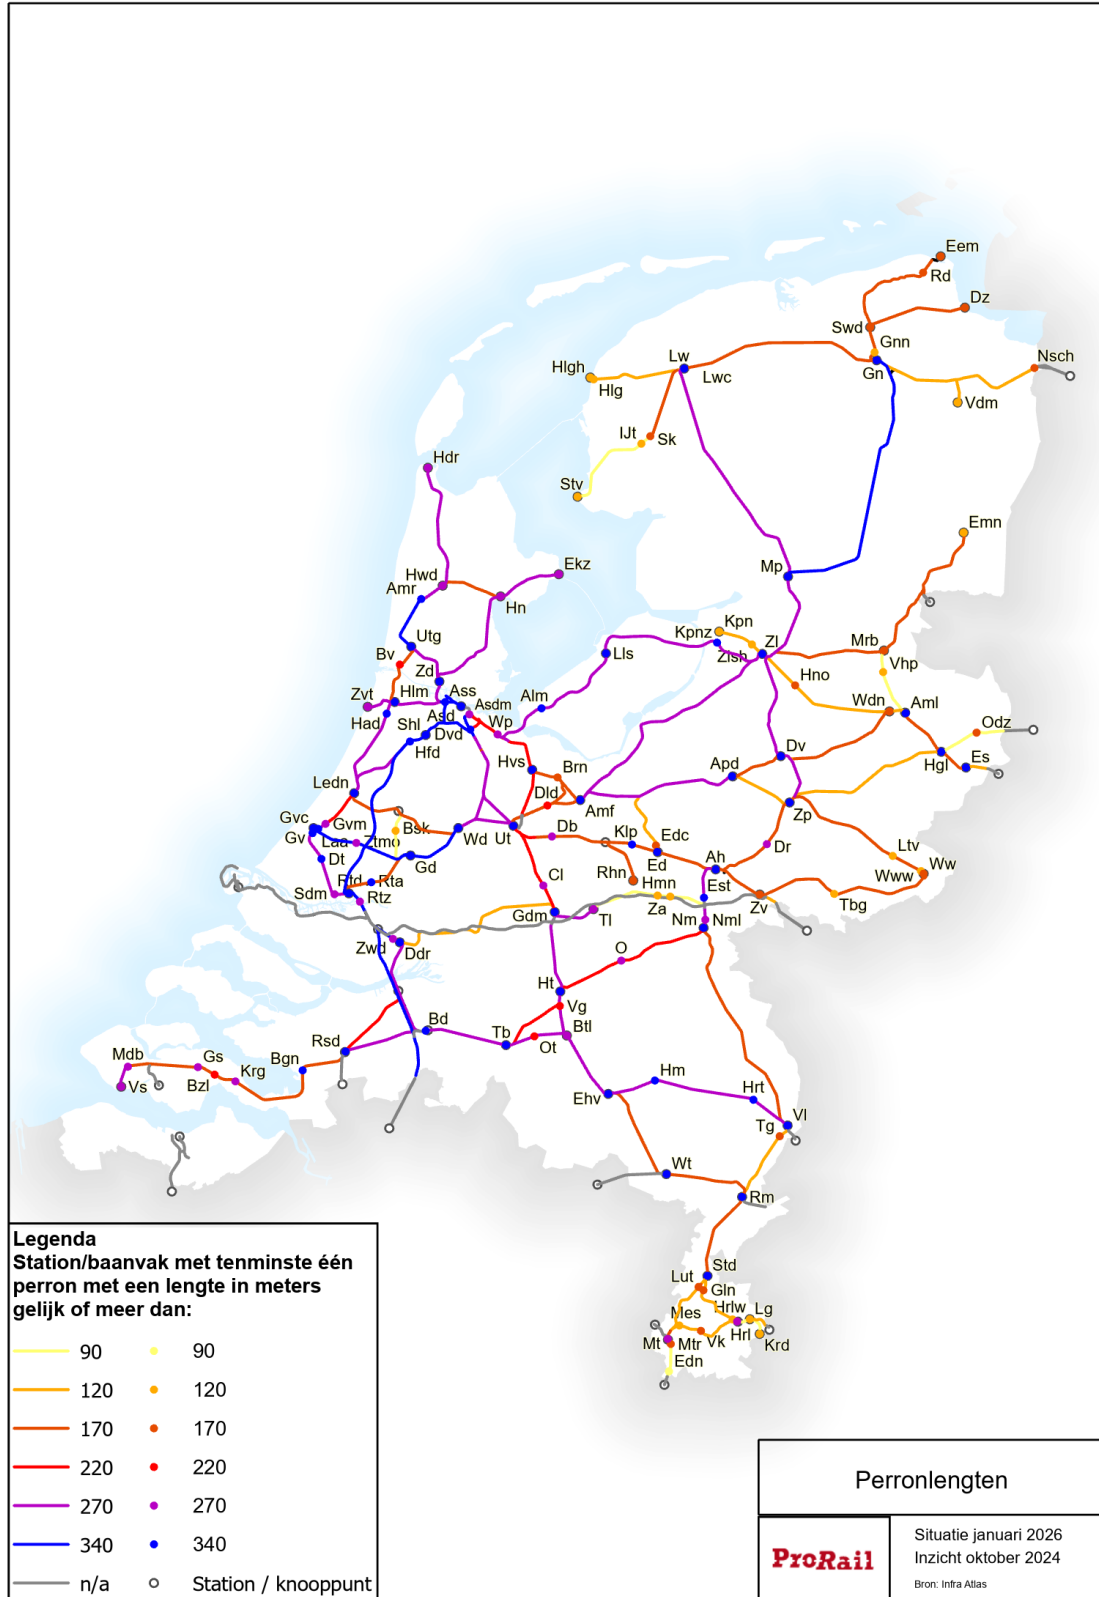 Eem
Rd
Dz
Swd
Gnn
Gn
Nsch
Vdm
Lw
Lwc
Hlgh
Hlg
IJt
Sk
Stv
Hdr
Emn
Ekz
Hwd
Amr
Hn
Mp
Utg
Bv
Kpn
Kpnz
Zl
Zlsh
Mrb
Vhp
Lls
Zd
Hno
Zvt
Hlm
Ass
Asdm
Alm
Wdn
Aml
Had
Shl
Asd
Dvd
Wp
Odz
Hfd
Dv
Hgl
Es
Hvs
Brn
Apd
Ledn
Dld
Amf
Zp
Gvc
Gvm
Bsk
Gv
Laa
Ztmo
Wd
Ut
Db
Klp
Edc
Dr
Ltv
Dt
Gd
Ed
Ah
Ww
Www
Rtd
Rta
Cl
Rhn
Hmn
Est
Sdm
Rtz
Gdm
Tl
Za
Zv
Tbg
Nm
Nml
Zwd
Ddr
O
Ht
Vg
Bd
Tb
Btl
Rsd
Ot
Mdb
Gs
Bgn
Vs
Bzl
Krg
Hm
Hrt
Ehv
Vl
Tg
Wt
Rm
Std
Lut
Gln
Mes
Hrlw
Lg
Mt
Mtr
Vk
Hrl
Krd
Edn
Legenda
Station/baanvak met tenminste één
perron met een lengte in meters
gelijk of meer dan:
90 90
120 120
170 170
220 220
270 270
340 340
n/a Station / knooppunt
Perronlengten
ProRail
Situatie januari 2026
Inzicht oktober 2024
Bron: Infra Atlas